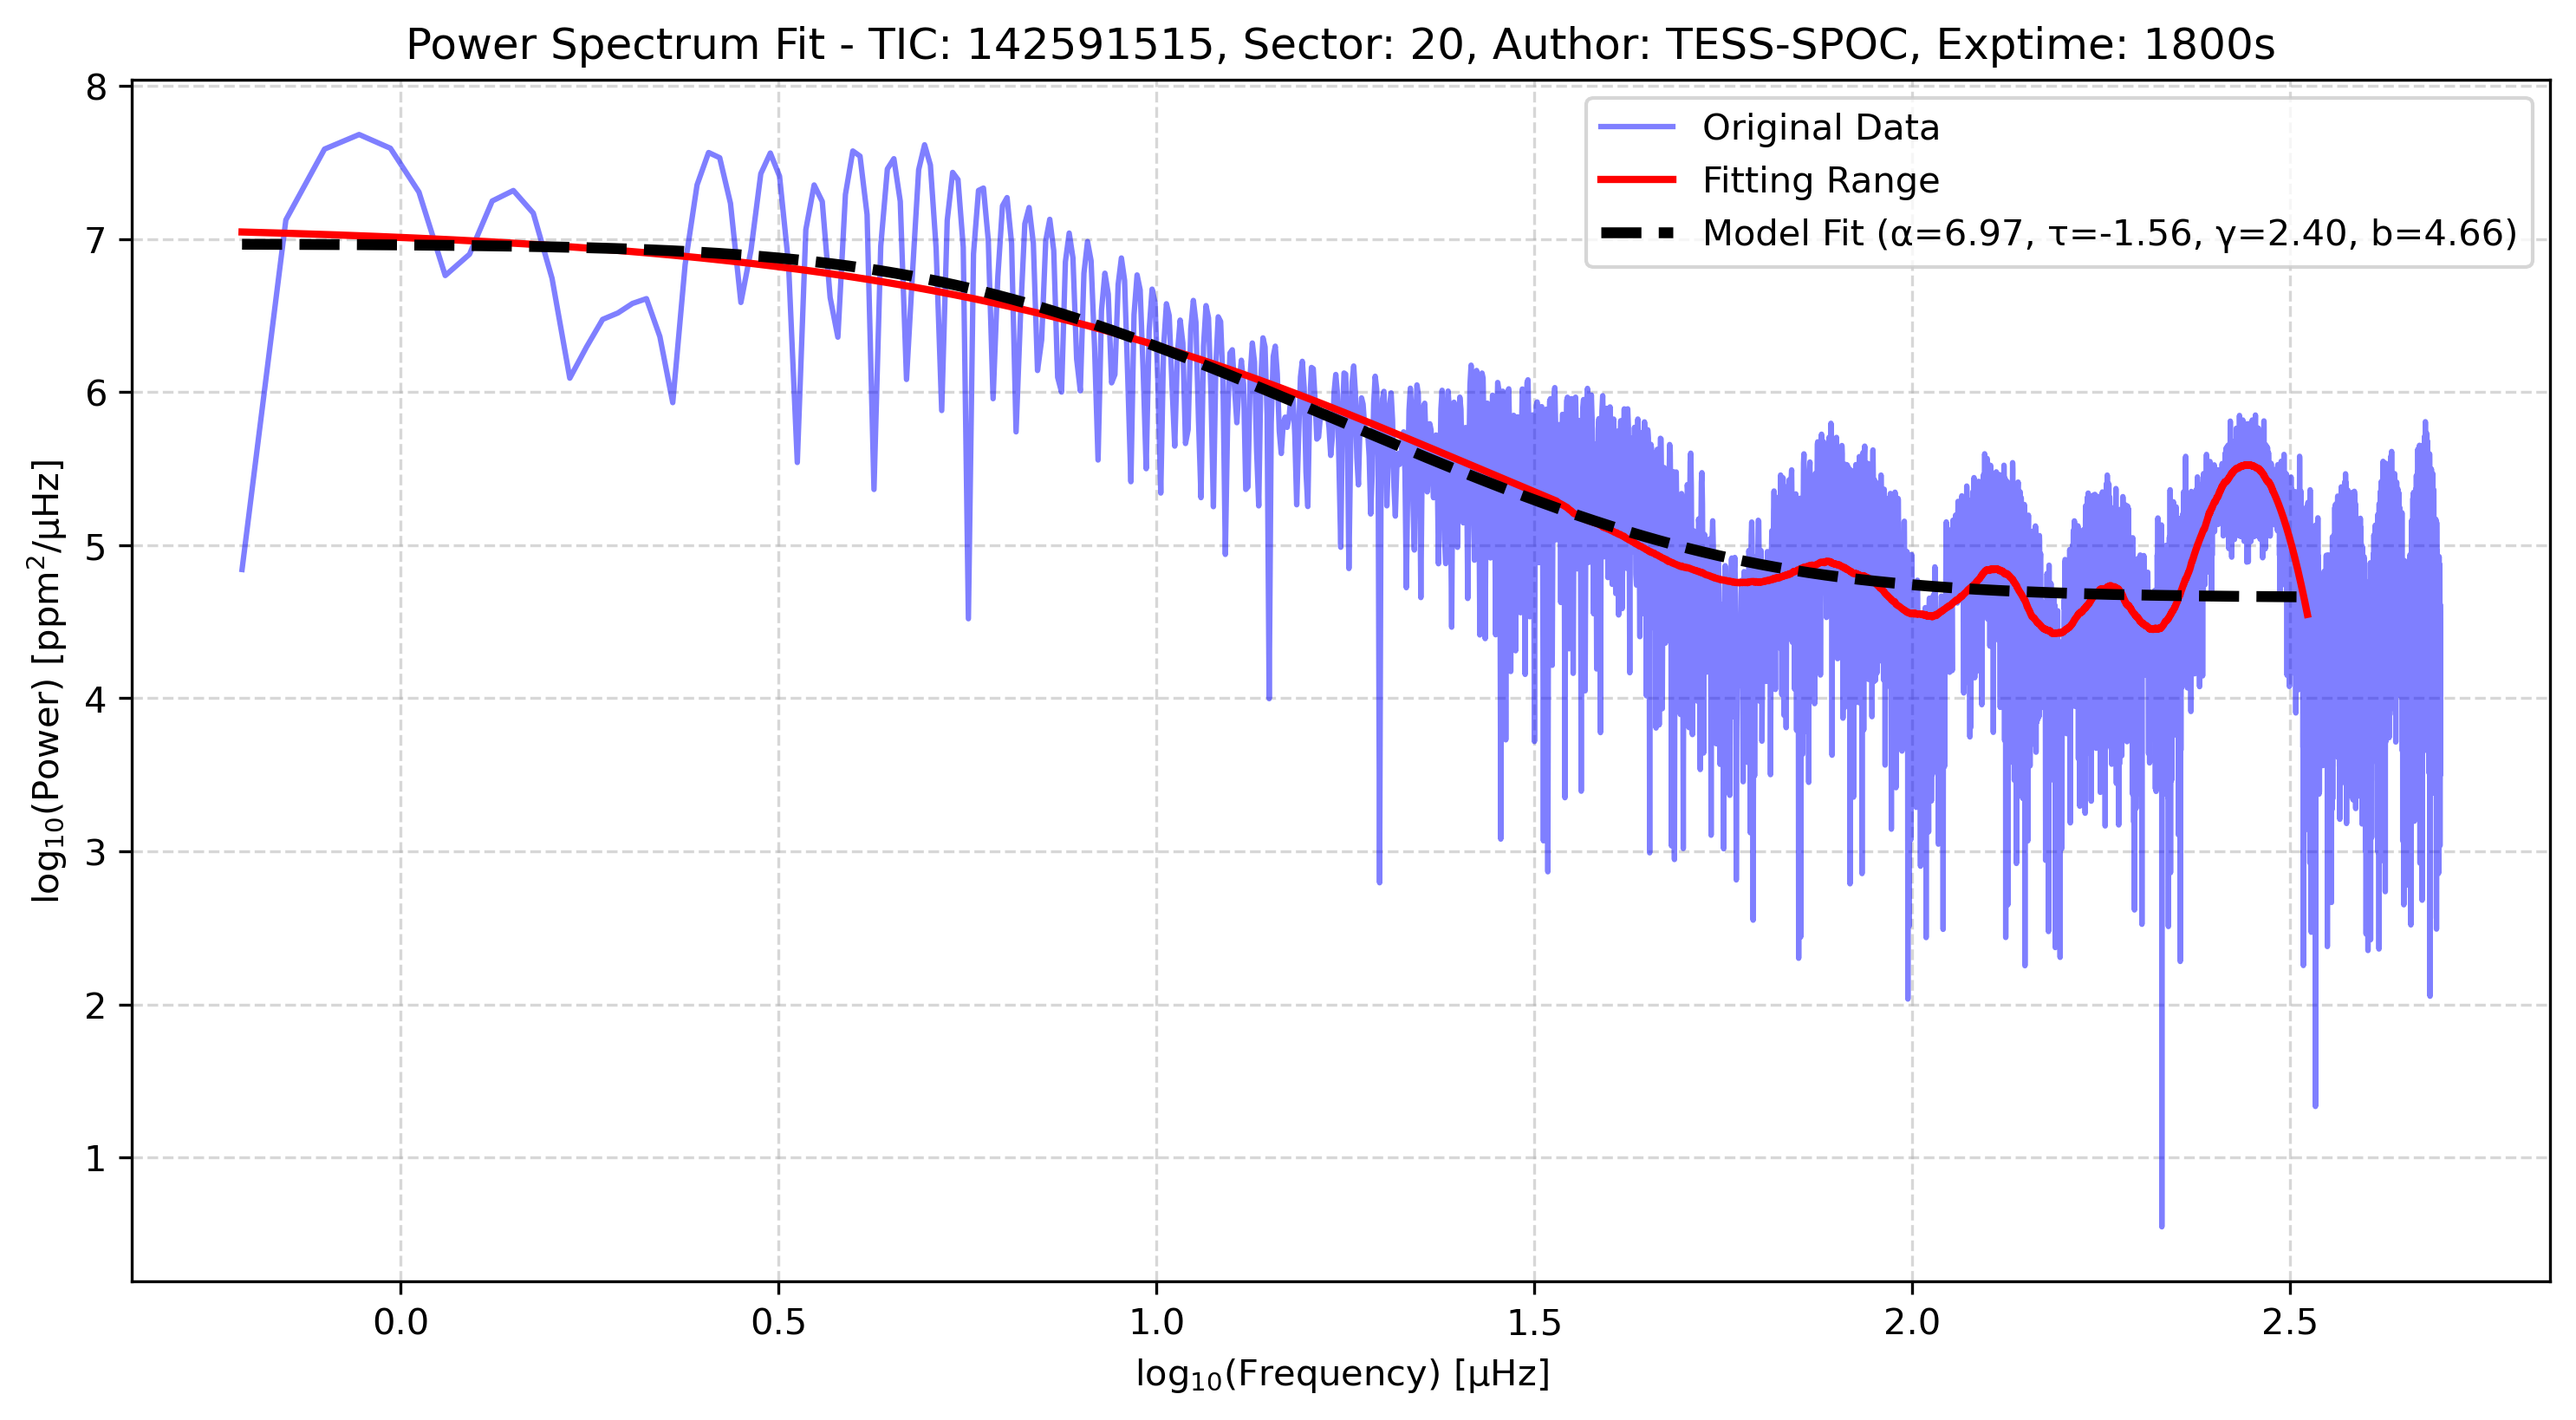 Power Spectrum Fit - TIC: 142591515, Sector: 20, Author: TESS-SPOC, Exptime: 1800s
Original Data
Fitting Range
Model Fit (α=6.97, τ=-1.56, γ=2.40, b=4.66)
log₁₀(Power) [ppm²/μHz]
8
7
6
5
4
3
2
1
0.0 0.5 1.0 1.5 2.0 2.5
log₁₀(Frequency) [μHz]